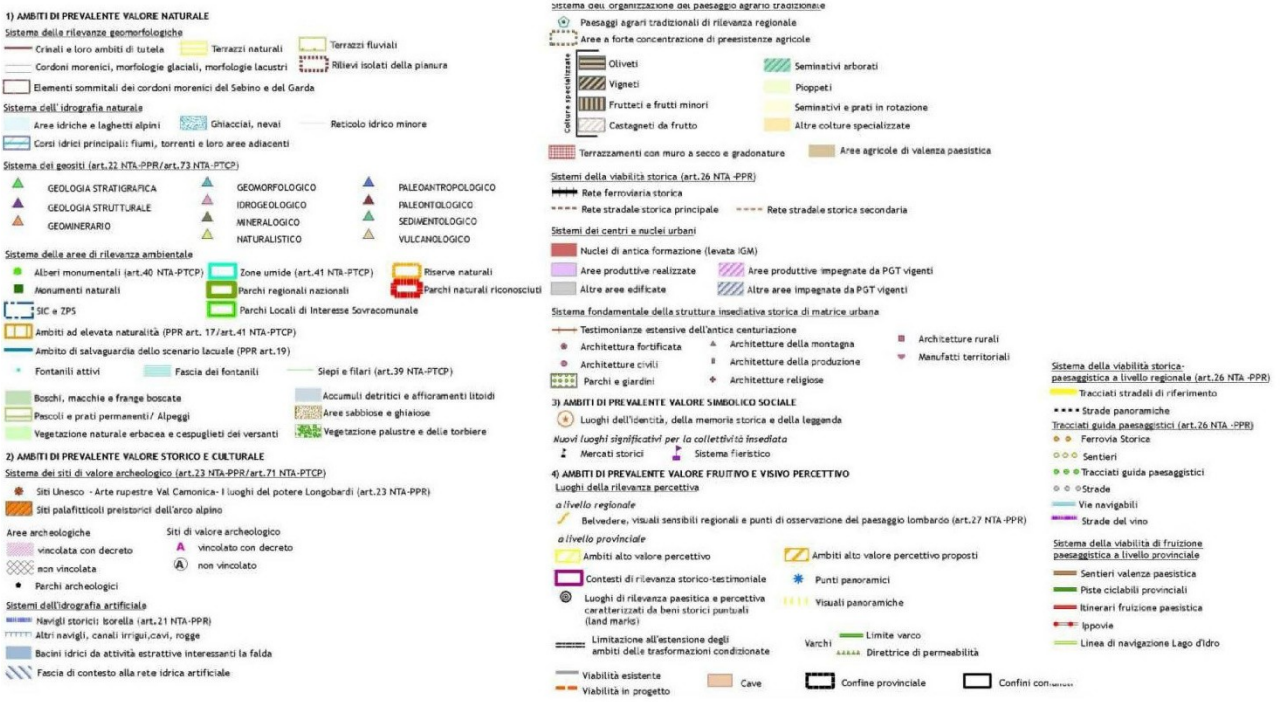 1) AMBITI DI PREVALENTE VALORE NATURALE
Sistema delle rilevanze geomorfologiche
Crinali e loro ambiti di tutela
Terrazzi naturali
Terrazzi fluviali
Cordoni morenici, morfologie glaciali, morfologie lacustri
Rilievi isolati della pianura
Elementi sommitali dei cordoni morenici del Sebino e del Garda
Sistema dell'idrografia naturale
Aree idriche e laghetti alpini
Ghiacciai, nevai
Reticolo idrico minore
Corsi idrici principali: fiumi, torrenti e loro aree adiacenti
Sistema dei geositi (art.22 NTA-PPR/art.73 NTA-PTCP)
GEOLOGIA STRATIGRAFICA
GEOMORFOLOGICO
PALEOANTROPOLOGICO
GEOLOGIA STRUTTURALE
IDROGEOLOGICO
PALEONTOLOGICO
GEOMINERARIO
MINERALOGICO
SEDIMENTOLOGICO
NATURALISTICO
VULCANOLOGICO
Sistema delle aree di rilevanza ambientale
Alberi monumentali (art.40 NTA-PTCP)
Zone umide (art.41 NTA-PTCP)
Riserve naturali
Monumenti naturali
Parchi regionali nazionali
Parchi naturali riconosciuti
SIC e ZPS
Parchi Locali di Interesse Sovracomunale
Ambiti ad elevata naturalità (PPR art. 17/art.41 NTA-PTCP)
Ambito di salvaguardia dello scenario lacuale (PPR art.19)
Fontanili attivi
Fascia dei fontanili
Siepi e filari (art.39 NTA-PTCP)
Boschi, macchie e frange boscate
Accumuli detritici e affioramenti litoidi
Pascoli e prati permanenti/ Alpeggi
Aree sabbiose e ghiaiose
Vegetazione naturale erbacea e cespuglieti dei versanti
Vegetazione palustre e delle torbiere
2) AMBITI DI PREVALENTE VALORE STORICO E CULTURALE
Sistema dei siti di valore archeologico (art.23 NTA-PPR/art.71 NTA-PTCP)
Siti Unesco - Arte rupestre Val Camonica- I luoghi del potere Longobardi (art.23 NTA-PPR)
Siti palafitticoli preistorici dell'arco alpino
Aree archeologiche
Siti di valore archeologico
vincolata con decreto
A vincolato con decreto
non vincolata
A non vincolato
Parchi archeologici
Sistemi dell'idrografia artificiale
Navigli storici: Isorella (art.21 NTA-PPR)
Altri navigli, canali irrigui,cavi, rogge
Bacini idrici da attività estrattive interessanti la falda
Fascia di contesto alla rete idrica artificiale
Sistema dell'organizzazione del paesaggio agrario tradizionale
Paesaggi agrari tradizionali di rilevanza regionale
Aree a forte concentrazione di preesistenze agricole
Colture specializzate
Oliveti
Seminativi arborati
Vigneti
Pioppeti
Frutteti e frutti minori
Seminativi e prati in rotazione
Castagneti da frutto
Altre colture specializzate
Terrazzamenti con muro a secco e gradonature
Aree agricole di valenza paesistica
Sistemi della viabilità storica (art.26 NTA -PPR)
Rete ferroviaria storica
Rete stradale storica principale
Rete stradale storica secondaria
Sistemi dei centri e nuclei urbani
Nuclei di antica formazione (levata IGM)
Aree produttive realizzate
Aree produttive impegnate da PGT vigenti
Altre aree edificate
Altre aree impegnate da PGT vigenti
Sistema fondamentale della struttura insediativa storica di matrice urbana
Testimonianze estensive dell'antica centuriazione
Architettura fortificata
Architetture della montagna
Architetture rurali
Architetture civili
Architetture della produzione
Manufatti territoriali
Parchi e giardini
Architetture religiose
3) AMBITI DI PREVALENTE VALORE SIMBOLICO SOCIALE
Luoghi dell'identità, della memoria storica e della leggenda
Nuovi luoghi significativi per la collettività insediata
Mercati storici
Sistema fieristico
4) AMBITI DI PREVALENTE VALORE FRUITIVO E VISIVO PERCETTIVO
Luoghi della rilevanza percettiva
a livello regionale
Belvedere, visuali sensibili regionali e punti di osservazione del paesaggio lombardo (art.27 NTA-PPR)
a livello provinciale
Ambiti alto valore percettivo
Ambiti alto valore percettivo proposti
Contesti di rilevanza storico-testimoniale
Punti panoramici
Luoghi di rilevanza paesitica e percettiva
caratterizzati da beni storici puntuali
(land marks)
Visuali panoramiche
Limitazione all'estensione degli
ambiti delle trasformazioni condizionate
Varchi
Limite varco
Direttrice di permeabilità
Viabilità esistente
Viabilità in progetto
Cave
Confine provinciale
Confini
Sistema della viabilità storica-
paesaggistica a livello regionale (art.26 NTA -PPR)
Tracciati stradali di riferimento
Strade panoramiche
Tracciati guida paesaggistici (art.26 NTA -PPR)
Ferrovia Storica
Sentieri
Tracciati guida paesaggistici
Strade
Vie navigabili
Strade del vino
Sistema della viabilità di fruizione
paesaggistica a livello provinciale
Sentieri valenza paesistica
Piste ciclabili provinciali
Itinerari fruizione paesistica
Ippovie
Linea di navigazione Lago d'Idro